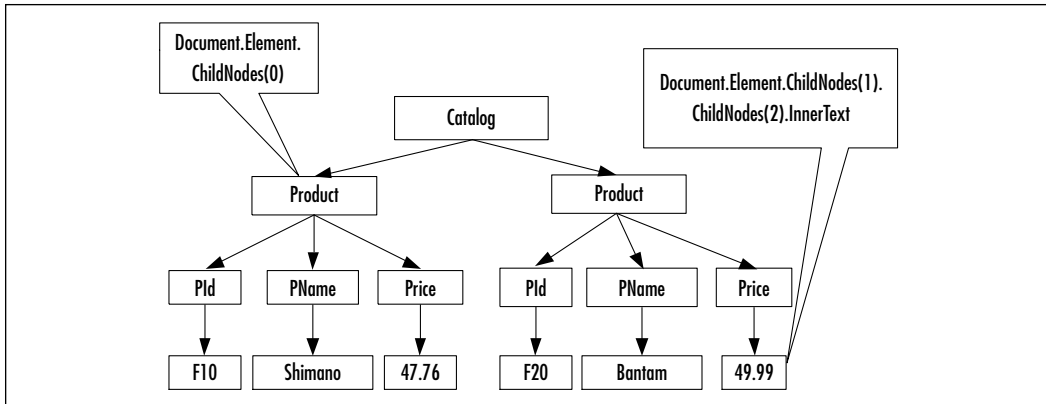 Document.Element.
ChildNodes(0)
Document.Element.ChildNodes(1).
ChildNodes(2).InnerText
Catalog
Product
Product
PId
PName
Price
PId
PName
Price
F10
Shimano
47.76
F20
Bantam
49.99